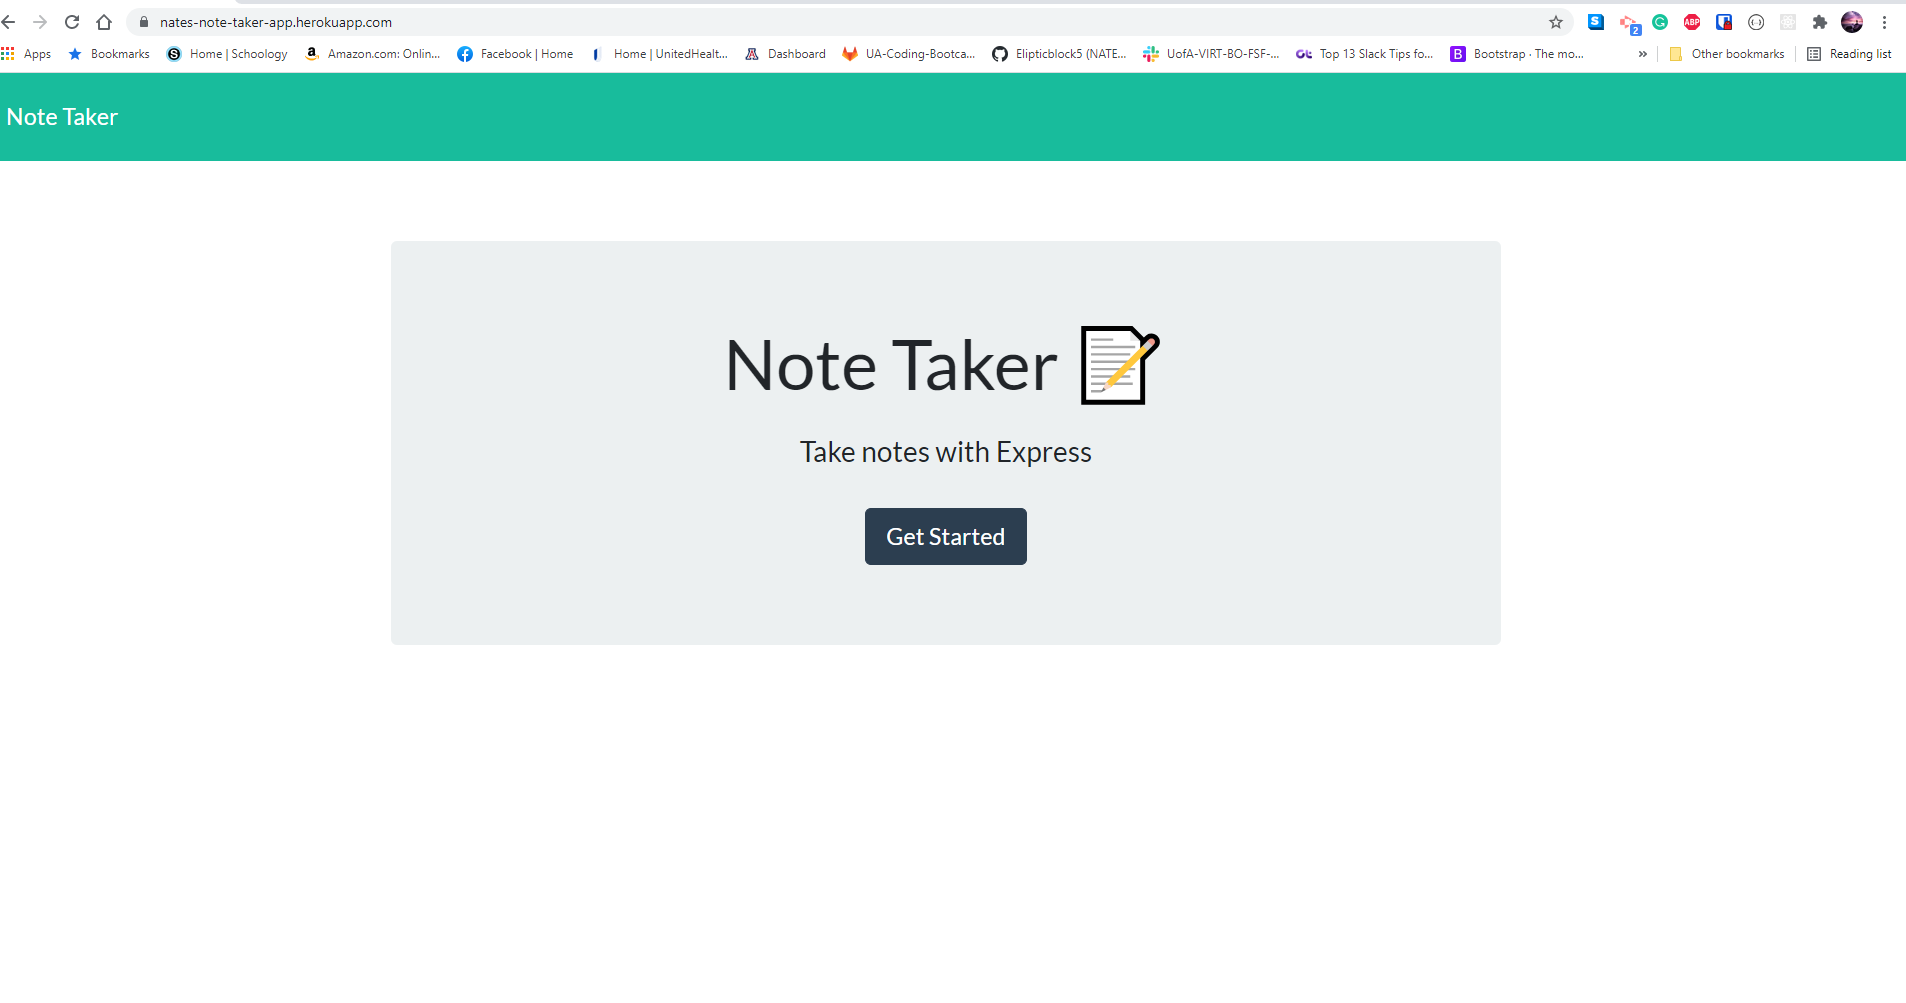 nates-note-taker-app.herokuapp.com
2
ABP
Apps
Bookmarks
Home | Schoology
Amazon.com: Onlin...
Facebook | Home
Home | UnitedHealt...
Dashboard
UA-Coding-Bootca...
Elipticblock5 (NATE...
UofA-VIRT-BO-FSF-...
Top 13 Slack Tips fo...
Bootstrap · The mo...
»
Other bookmarks
Reading list
Note Taker
Note Taker
Take notes with Express
Get Started